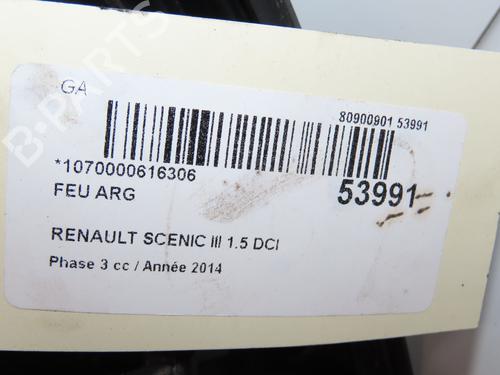 GA
80900901 53991
*1070000616306
53991
FEU ARG
RENAULT SCENIC III 1.5 DCI
Phase 3 cc / Année 2014
B-PARTS